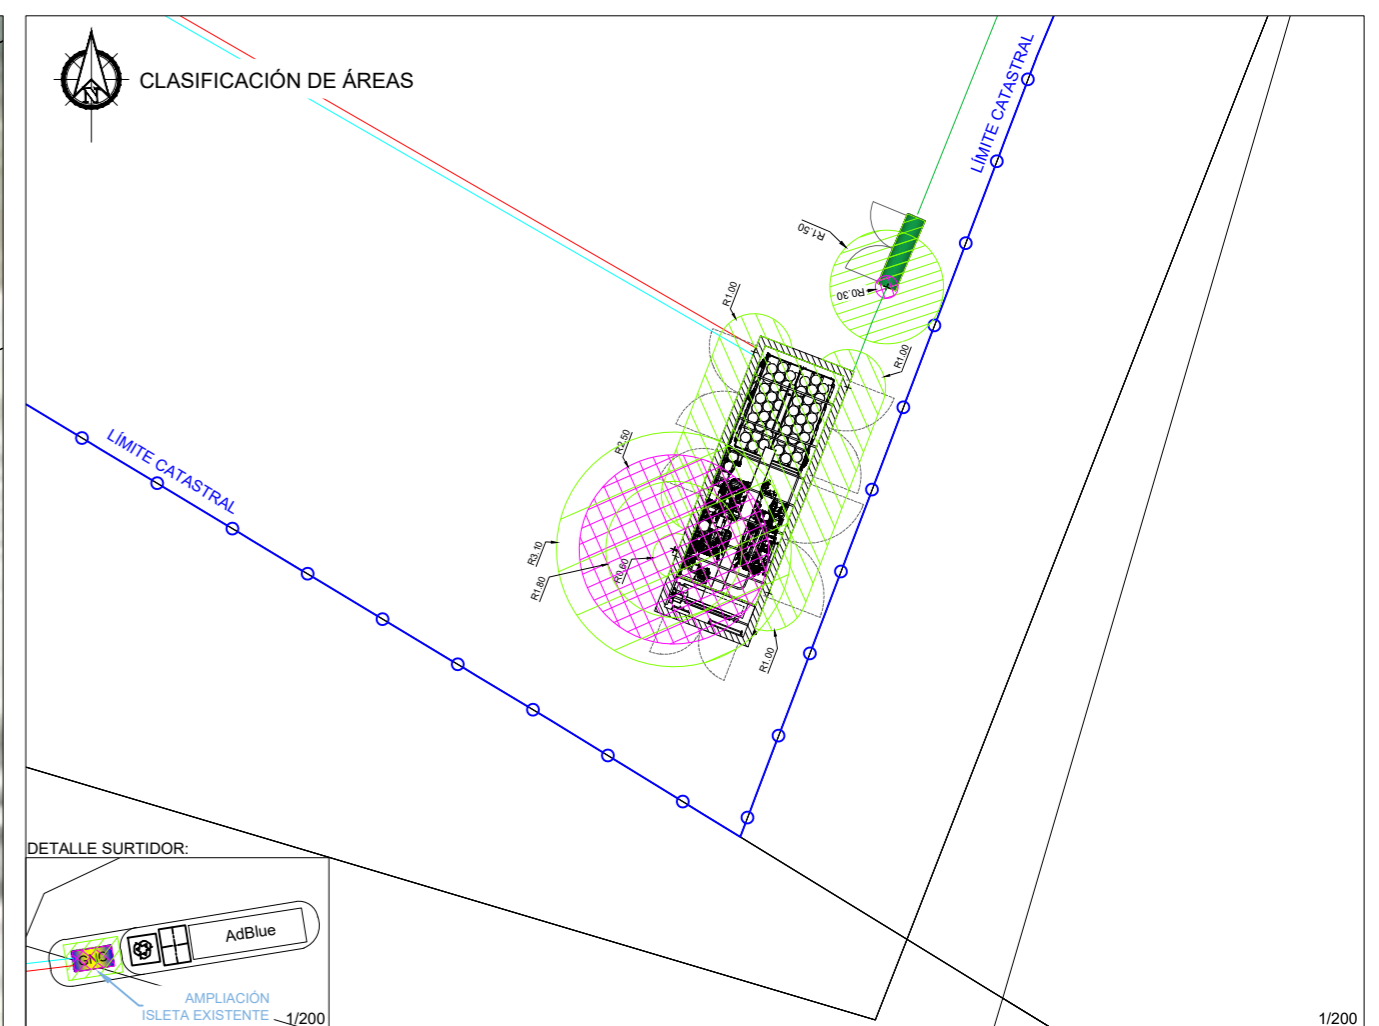 N
CLASIFICACIÓN DE ÁREAS
LÍMITE CATASTRAL
R1.50
R0.30
R1.00
R1.00
R2.50
R3.10
R1.80
R0.60
R1.00
LÍMITE CATASTRAL
DETALLE SURTIDOR:
AdBlue
GNC
AMPLIACIÓN
ISLETA EXISTENTE
1/200
1/200